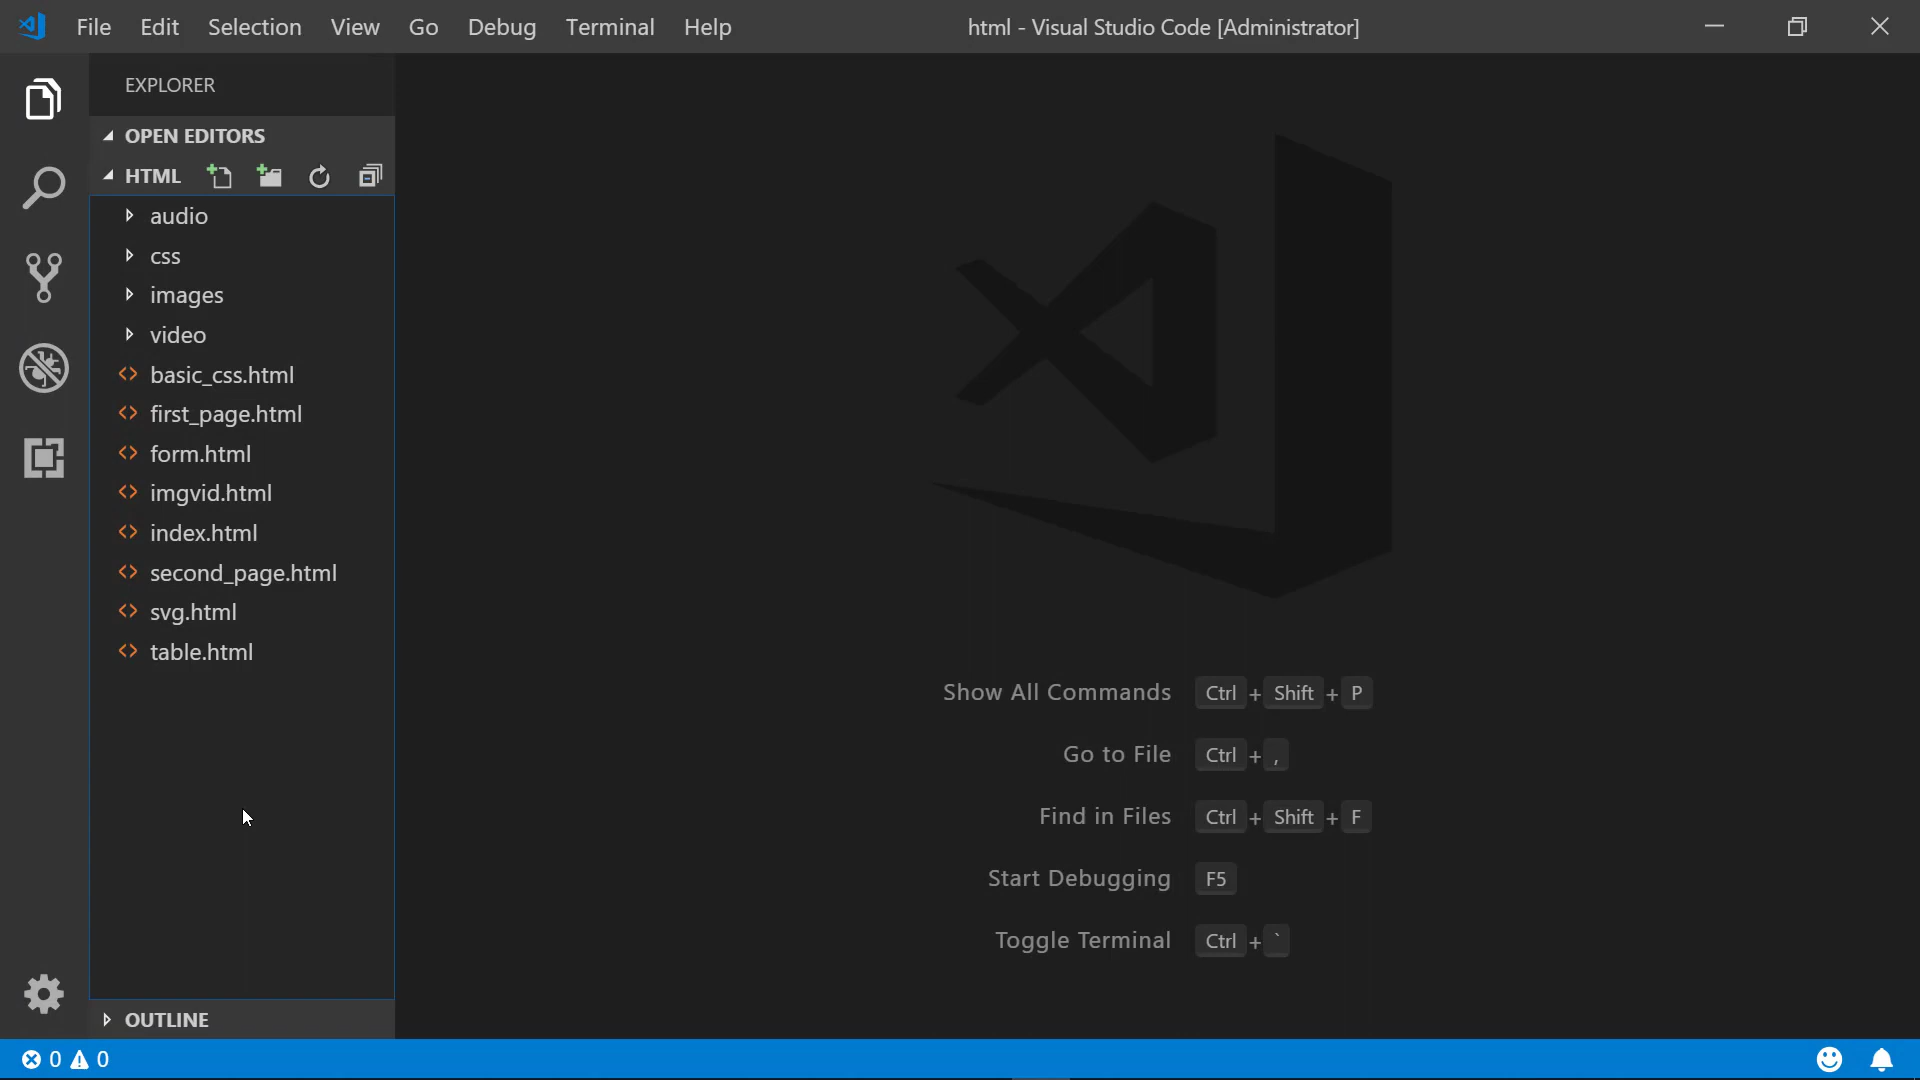 File Edit Selection View Go Debug Terminal Help html - Visual Studio Code [Administrator]
EXPLORER
OPEN EDITORS
HTML
audio
css
images
video
basic_css.html
first_page.html
form.html
imgvid.html
index.html
second_page.html
svg.html
table.html
OUTLINE
Show All Commands Ctrl + Shift + P
Go to File Ctrl + ,
Find in Files Ctrl + Shift + F
Start Debugging F5
Toggle Terminal Ctrl + `
0 0